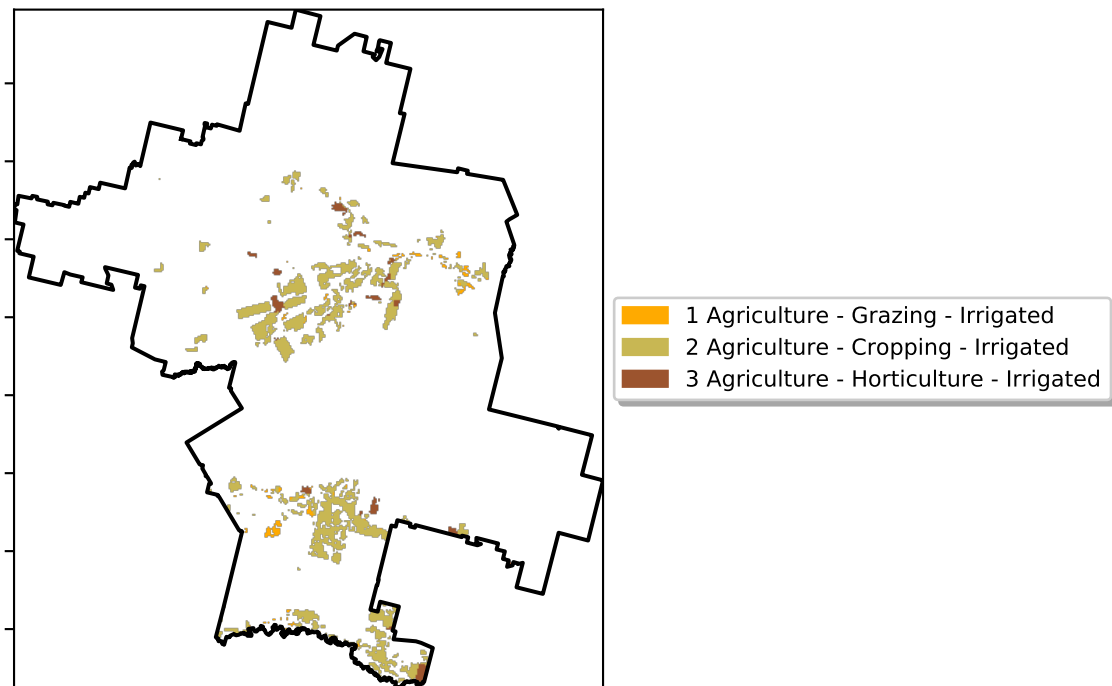 1 Agriculture - Grazing - Irrigated
2 Agriculture - Cropping - Irrigated
3 Agriculture - Horticulture - Irrigated